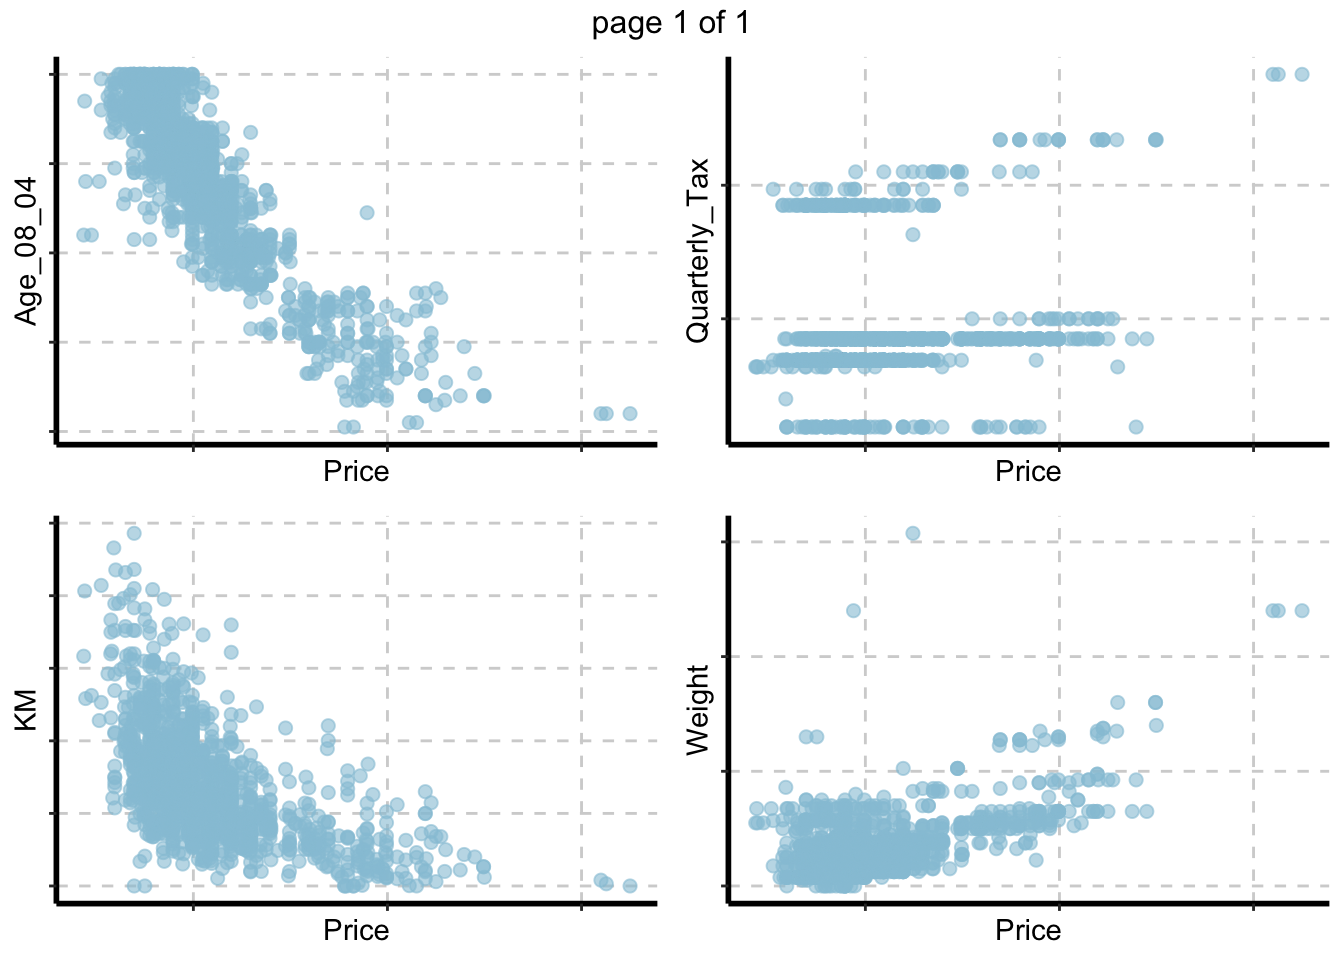 page 1 of 1
Age_08_04
Price
Quarterly_Tax
Price
KM
Price
Weight
Price